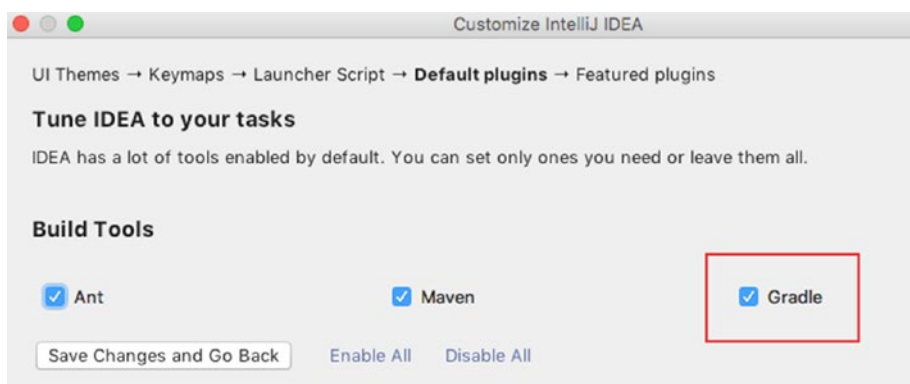 Customize IntelliJ IDEA
UI Themes → Keymaps → Launcher Script → Default plugins → Featured plugins
Tune IDEA to your tasks
IDEA has a lot of tools enabled by default. You can set only ones you need or leave them all.
Build Tools
Ant Maven Gradle
Save Changes and Go Back Enable All Disable All